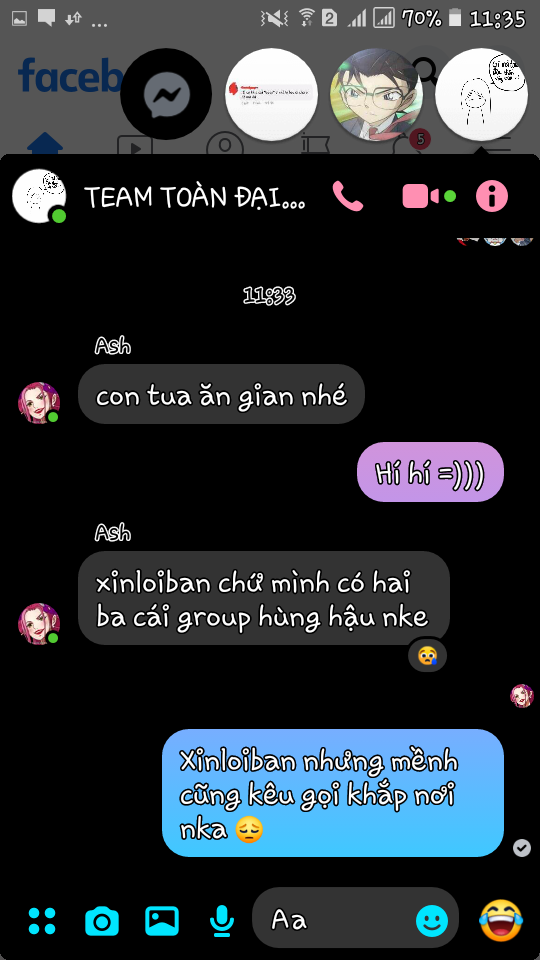 70% 11:35
faceb
5
TEAM TOÀN ĐẠI...
11:33
Ash
con tua ăn gian nhé
Hí hí =)))
Ash
xinloiban chứ mình có hai
ba cái group hùng hậu nke
Xinloiban nhưng mềnh
cũng kêu gọi khắp nơi
nka 😔
Aa